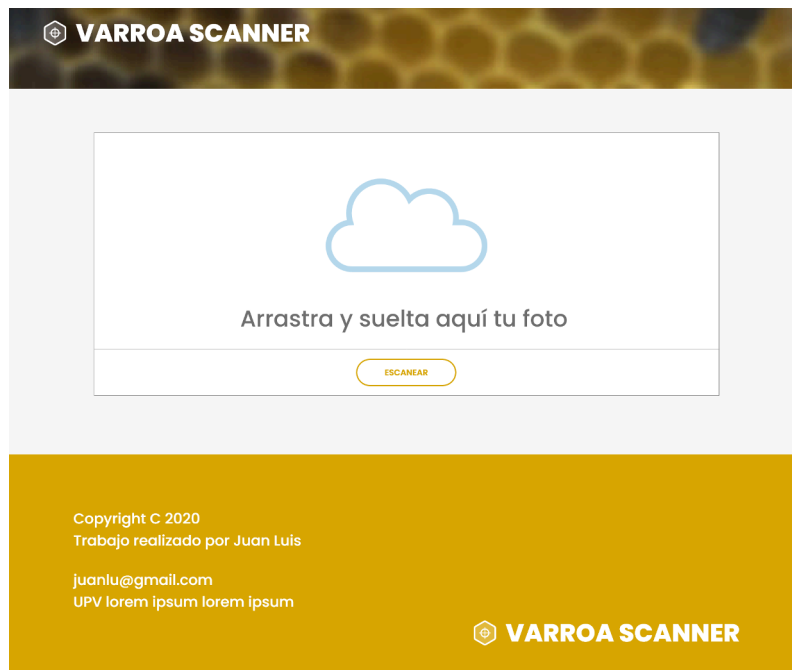 VARROA SCANNER
Arrastra y suelta aquí tu foto
ESCANEAR
Copyright C 2020
Trabajo realizado por Juan Luis
juanlu@gmail.com
UPV lorem ipsum lorem ipsum
VARROA SCANNER